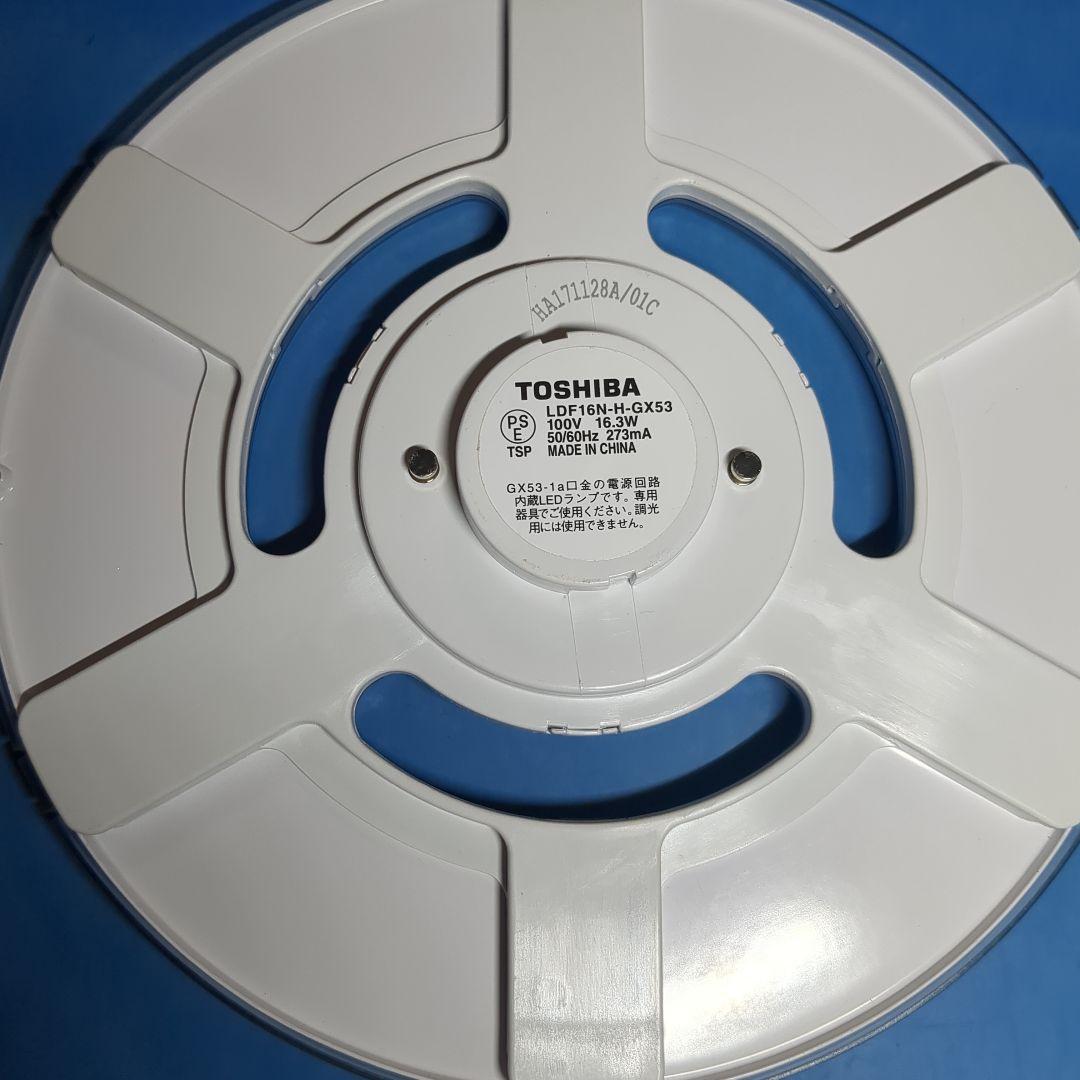 HA171128A/01C
TOSHIBA
LDF16N-H-GX53
PS
E
100V 16.3W
50/60Hz 273mA
TSP MADE IN CHINA
GX53-1a口金の電源回路
内蔵LEDランプです。専用
器具でご使用ください。調光
用には使用できません。